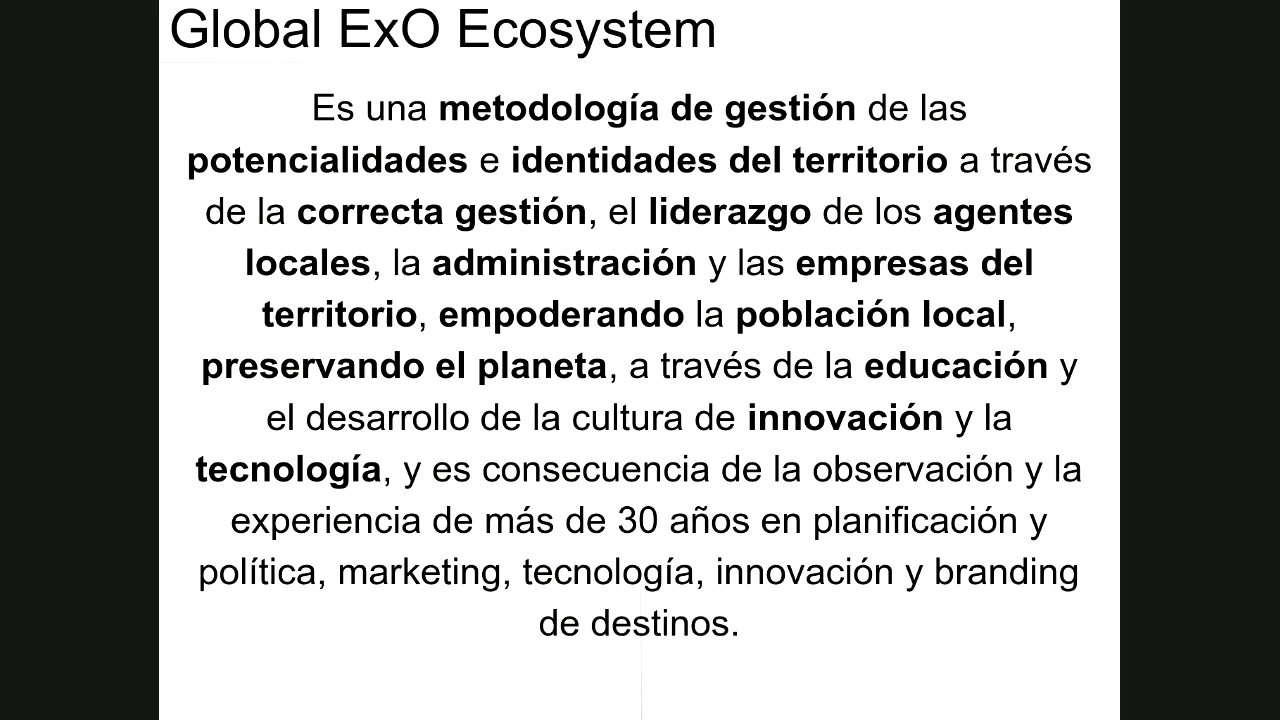 Global ExO Ecosystem
Es una metodología de gestión de las
potencialidades e identidades del territorio a través
de la correcta gestión, el liderazgo de los agentes
locales, la administración y las empresas del
territorio, empoderando la población local,
preservando el planeta, a través de la educación y
el desarrollo de la cultura de innovación y la
tecnología, y es consecuencia de la observación y la
experiencia de más de 30 años en planificación y
política, marketing, tecnología, innovación y branding
de destinos.